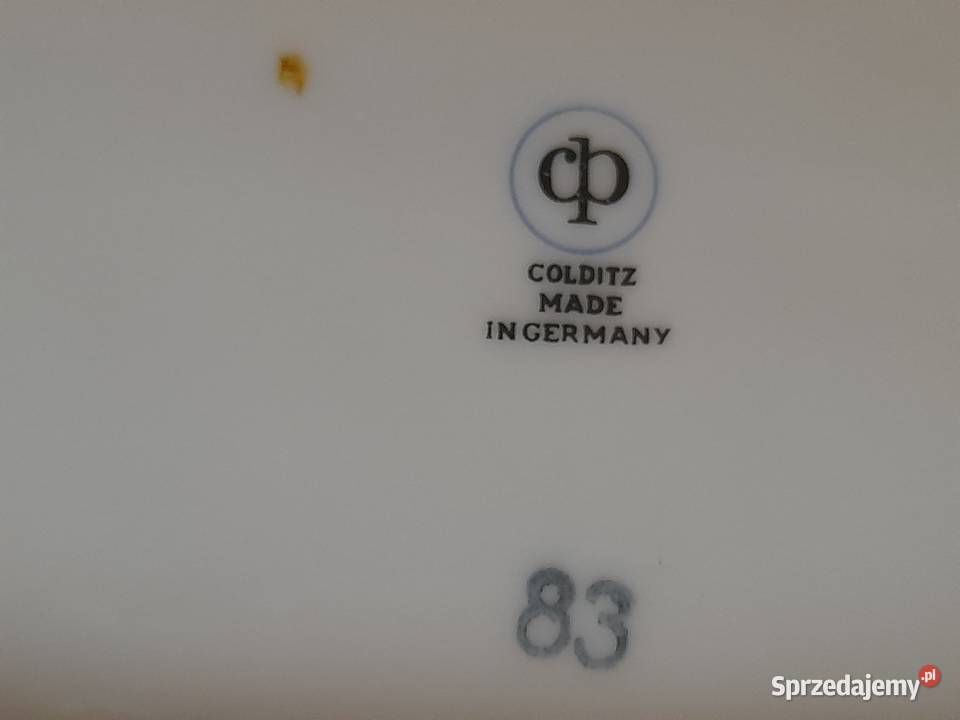 cp
COLDITZ
MADE
IN GERMANY
83
Sprzedajemy.pl